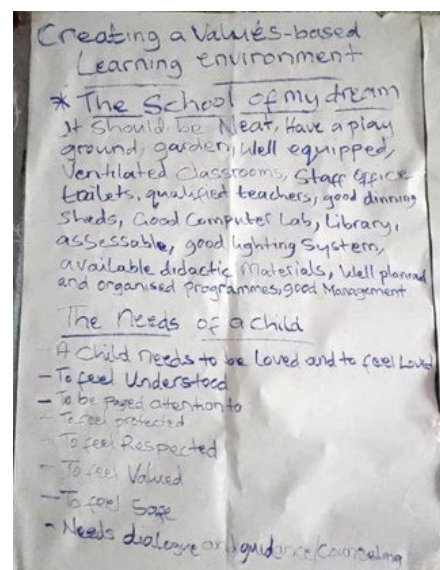 Creating a Values-based
Learning environment
* The School of my dream
It Should be Neat, Have a play
ground, garden, Well equipped,
Ventilated Classrooms, Staff Office
toilets, qualified teachers, good dinning
Sheds, Good Computer Lab, Library,
assessable, good lighting System,
available didactic Materials, Well planned
and organised programmes, good Management
The needs of a child
A Child needs to be loved and to feel Loved
- To feel Understood
- To be payed attention to
- To feel protected
- To feel Respected
- To feel Valued
- To feel Safe
- Needs dialogue and guidance/Counseling